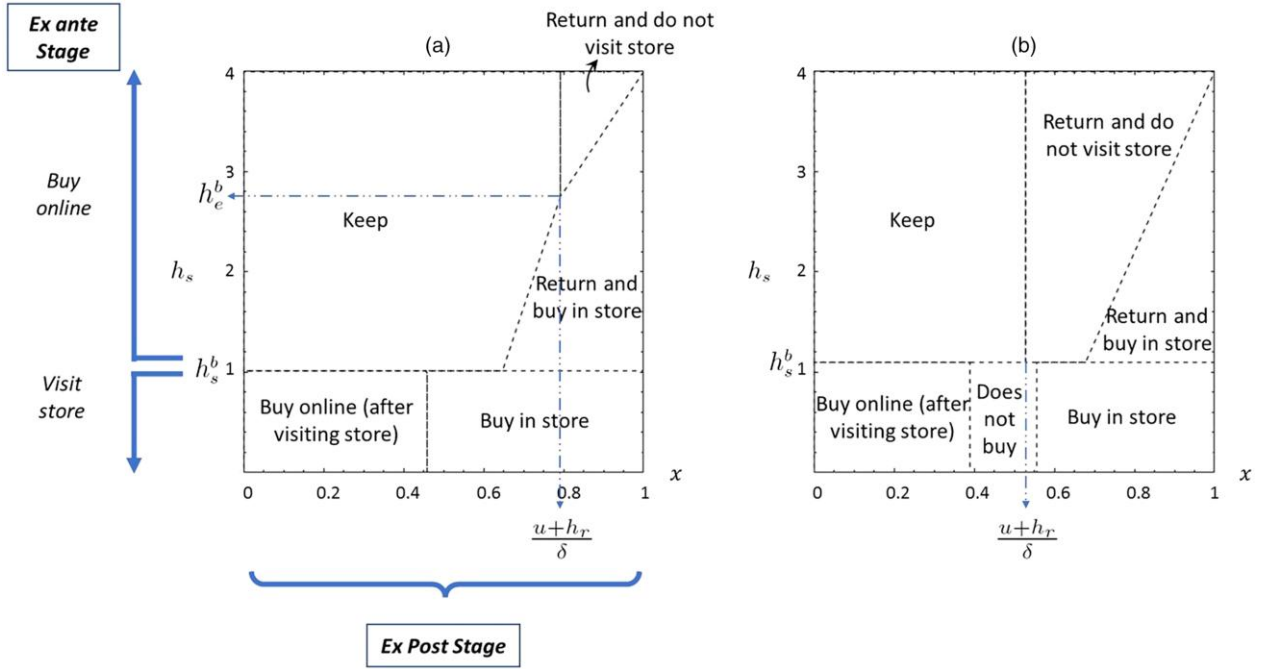 Ex ante
Stage
Buy
online
Visit
store
(a)
Return and do not
visit store
4
3
h_e^b
Keep
h_s
2
Return and
buy in store
h_s^b
1
Buy online (after
visiting store)
Buy in store
0
0.2
0.4
0.6
0.8
1
x
\frac{u+h_r}{\delta}
Ex Post Stage
(b)
4
Return and do
not visit store
3
Keep
h_s
2
Return and
buy in store
h_s^b
1
Buy online (after
visiting store)
Does
not
buy
Buy in store
0
0.2
0.4
0.6
0.8
1
x
\frac{u+h_r}{\delta}